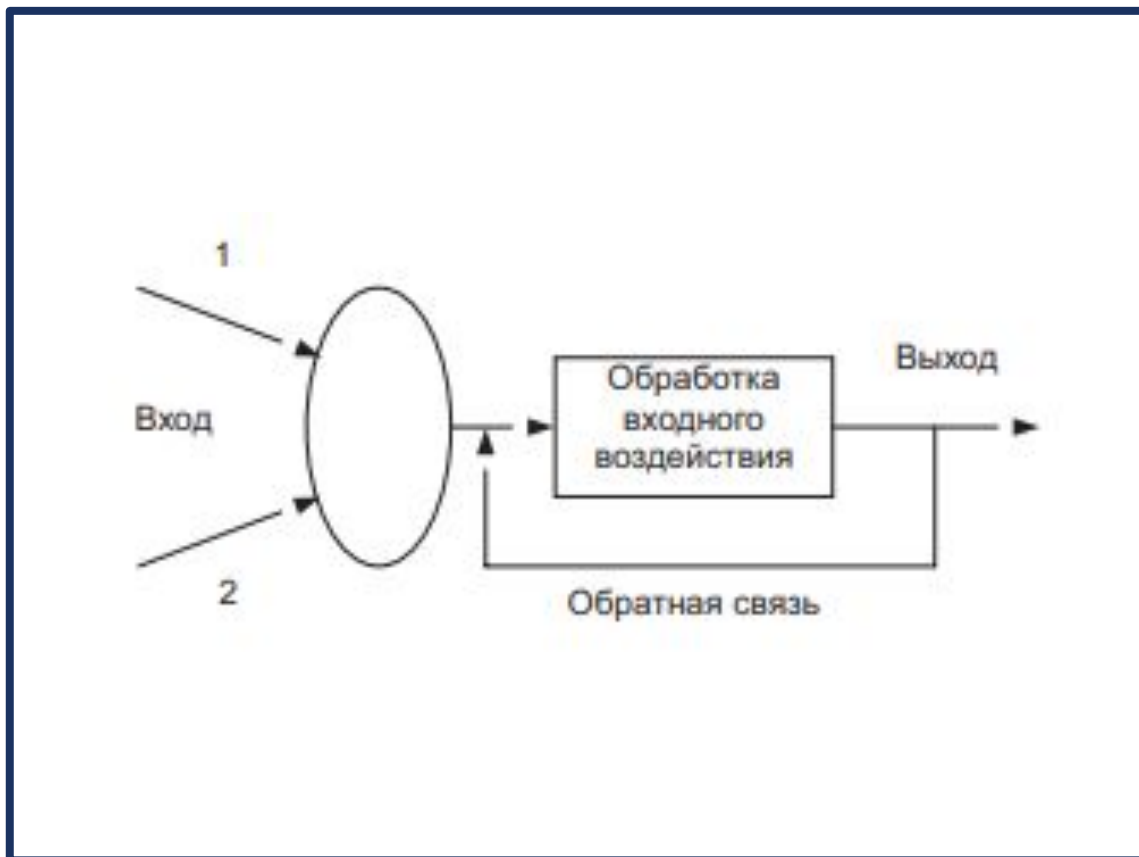 1
Вход
2
Обработка
входного
воздействия
Выход
Обратная связь